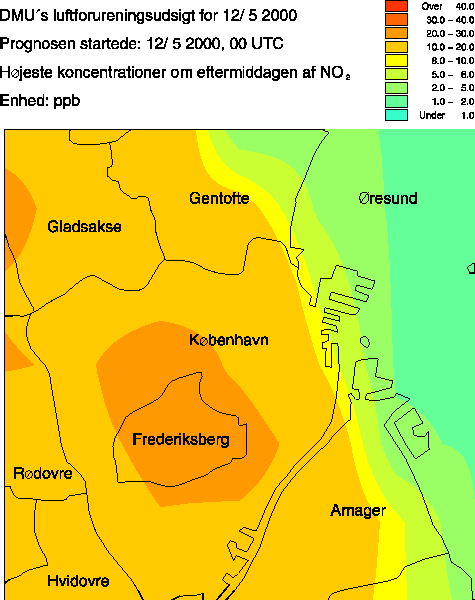 DMU´s luftforureningsudsigt for 12/ 5 2000
Prognosen startede: 12/ 5 2000, 00 UTC
Højeste koncentrationer om eftermiddagen af NO2
Enhed: ppb
Over 40.0
30.0 – 40.0
20.0 – 30.0
10.0 – 20.0
8.0 – 10.0
5.0 – 8.0
2.0 – 5.0
1.0 – 2.0
Under 1.0
Gentofte
Øresund
Gladsakse
København
Frederiksberg
Rødovre
Amager
Hvidovre